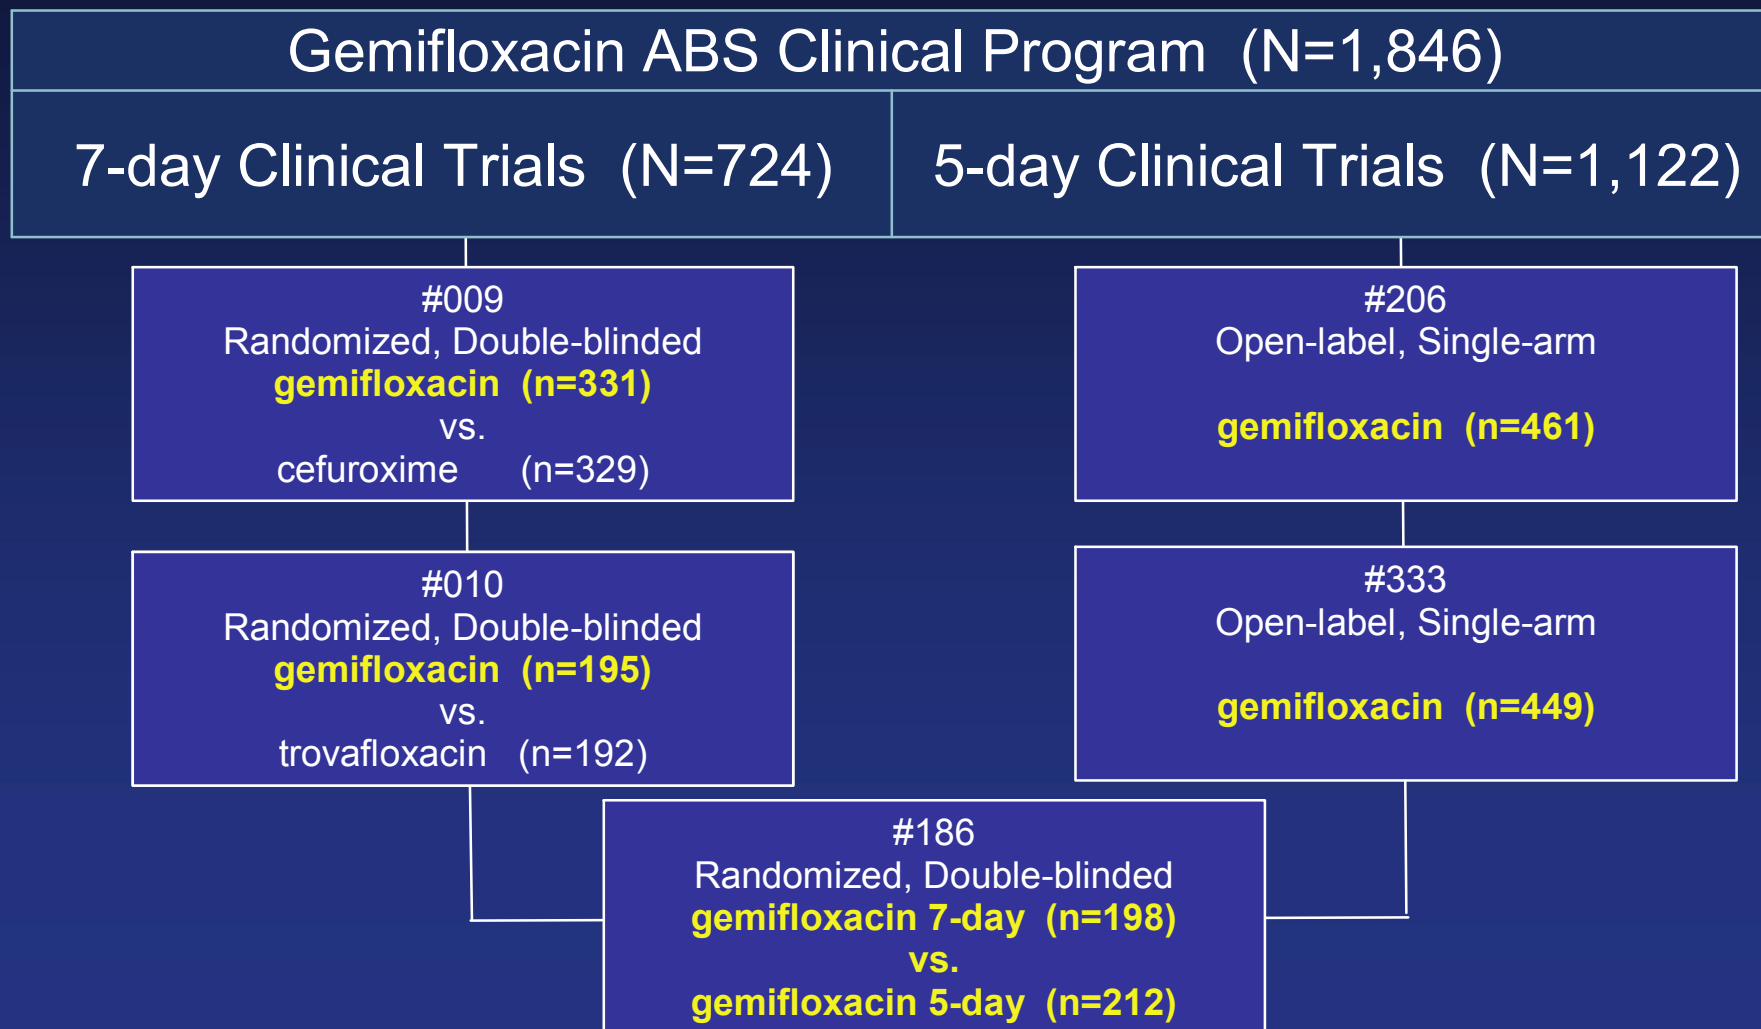 Gemifloxacin ABS Clinical Program (N=1,846)
7-day Clinical Trials (N=724)
5-day Clinical Trials (N=1,122)
#009
Randomized, Double-blinded
gemifloxacin (n=331)
vs.
cefuroxime (n=329)
#206
Open-label, Single-arm
gemifloxacin (n=461)
#010
Randomized, Double-blinded
gemifloxacin (n=195)
vs.
trovafloxacin (n=192)
#333
Open-label, Single-arm
gemifloxacin (n=449)
#186
Randomized, Double-blinded
gemifloxacin 7-day (n=198)
vs.
gemifloxacin 5-day (n=212)